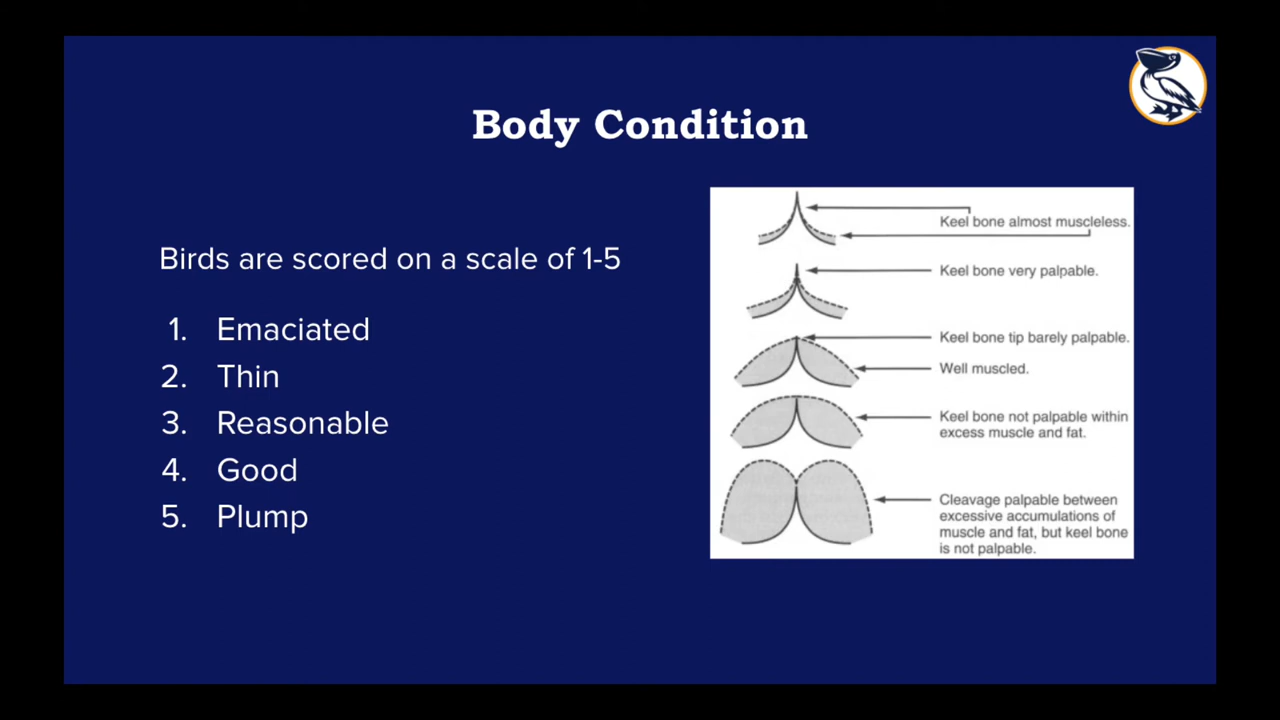 Body Condition
Birds are scored on a scale of 1-5
1. Emaciated
2. Thin
3. Reasonable
4. Good
5. Plump
Keel bone almost muscleless.
Keel bone very palpable.
Keel bone tip barely palpable.
Well muscled.
Keel bone not palpable within
excess muscle and fat.
Cleavage palpable between
excessive accumulations of
muscle and fat, but keel bone
is not palpable.